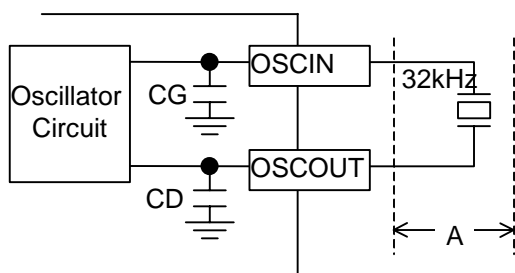 OSCIN
32kHz
Oscillator
Circuit
CG
OSCOUT
CD
A